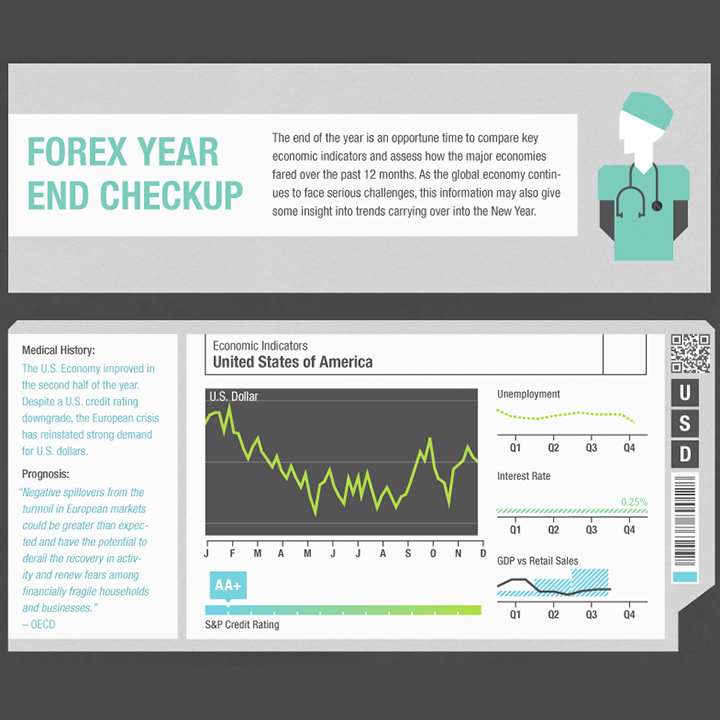 FOREX YEAR
END CHECKUP
The end of the year is an opportune time to compare key
economic indicators and assess how the major economies
fared over the past 12 months. As the global economy contin-
ues to face serious challenges, this information may also give
some insight into trends carrying over into the New Year.
Medical History:
The U.S. Economy improved in
the second half of the year.
Despite a U.S. credit rating
downgrade, the European crisis
has reinstated strong demand
for U.S. dollars.
Prognosis:
“Negative spillovers from the
turmoil in European markets
could be greater than expec-
ted and have the potential to
derail the recovery in activ-
ity and renew fears among
financially fragile households
and businesses.”
– OECD
Economic Indicators
United States of America
U.S. Dollar
J F M A M J J A S O N D
AA+
S&P Credit Rating
Unemployment
Q1 Q2 Q3 Q4
Interest Rate
0.25%
Q1 Q2 Q3 Q4
GDP vs Retail Sales
Q1 Q2 Q3 Q4
U
S
D